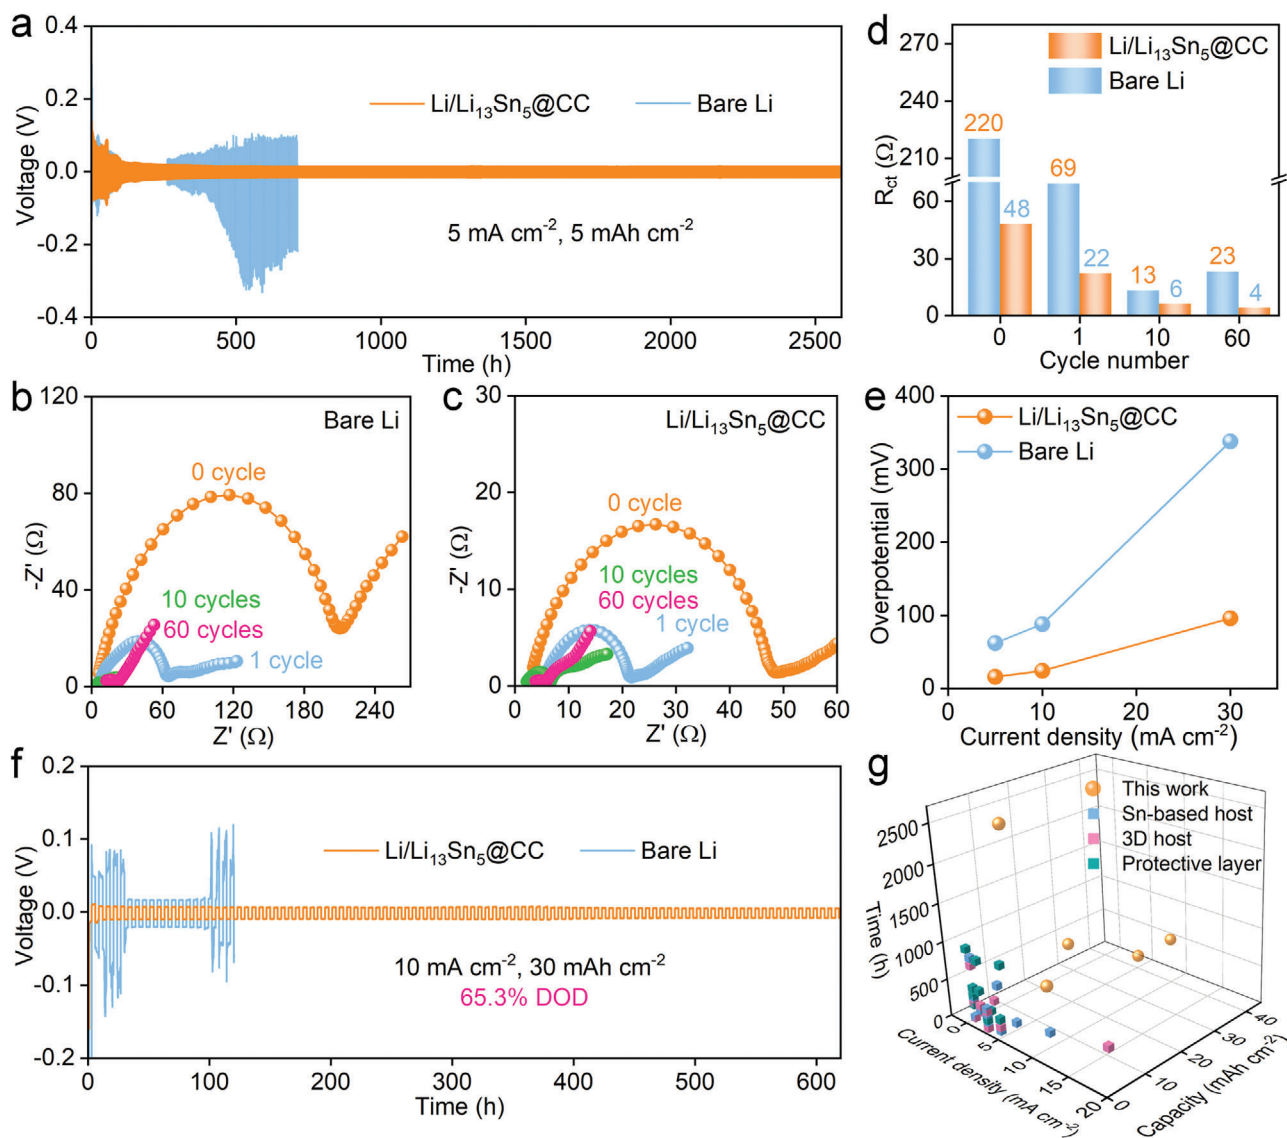 a
0.4
0.2
0.0
-0.2
-0.4
Voltage (V)
Li/Li₁₃Sn₅@CC
Bare Li
5 mA cm⁻², 5 mAh cm⁻²
0
500
1000
1500
2000
2500
Time (h)
d
270
240
210
60
30
0
Rct (Ω)
Li/Li₁₃Sn₅@CC
Bare Li
220
48
69
22
13
6
23
4
0
1
10
60
Cycle number
b
120
80
40
0
-Z' (Ω)
Bare Li
0 cycle
10 cycles
60 cycles
1 cycle
0
60
120
180
240
Z' (Ω)
c
30
20
10
0
-Z' (Ω)
Li/Li₁₃Sn₅@CC
0 cycle
10 cycles
60 cycles
1 cycle
0
10
20
30
40
50
60
Z' (Ω)
e
400
300
200
100
0
Overpotential (mV)
Li/Li₁₃Sn₅@CC
Bare Li
0
10
20
30
Current density (mA cm⁻²)
f
0.2
0.1
0.0
-0.1
-0.2
Voltage (V)
Li/Li₁₃Sn₅@CC
Bare Li
10 mA cm⁻², 30 mAh cm⁻²
65.3% DOD
0
100
200
300
400
500
600
Time (h)
g
This work
Sn-based host
3D host
Protective layer
2500
2000
1500
1000
500
0
Time (h)
0
5
10
15
20
Current density (mA cm⁻²)
0
10
20
30
40
Capacity (mAh cm⁻²)